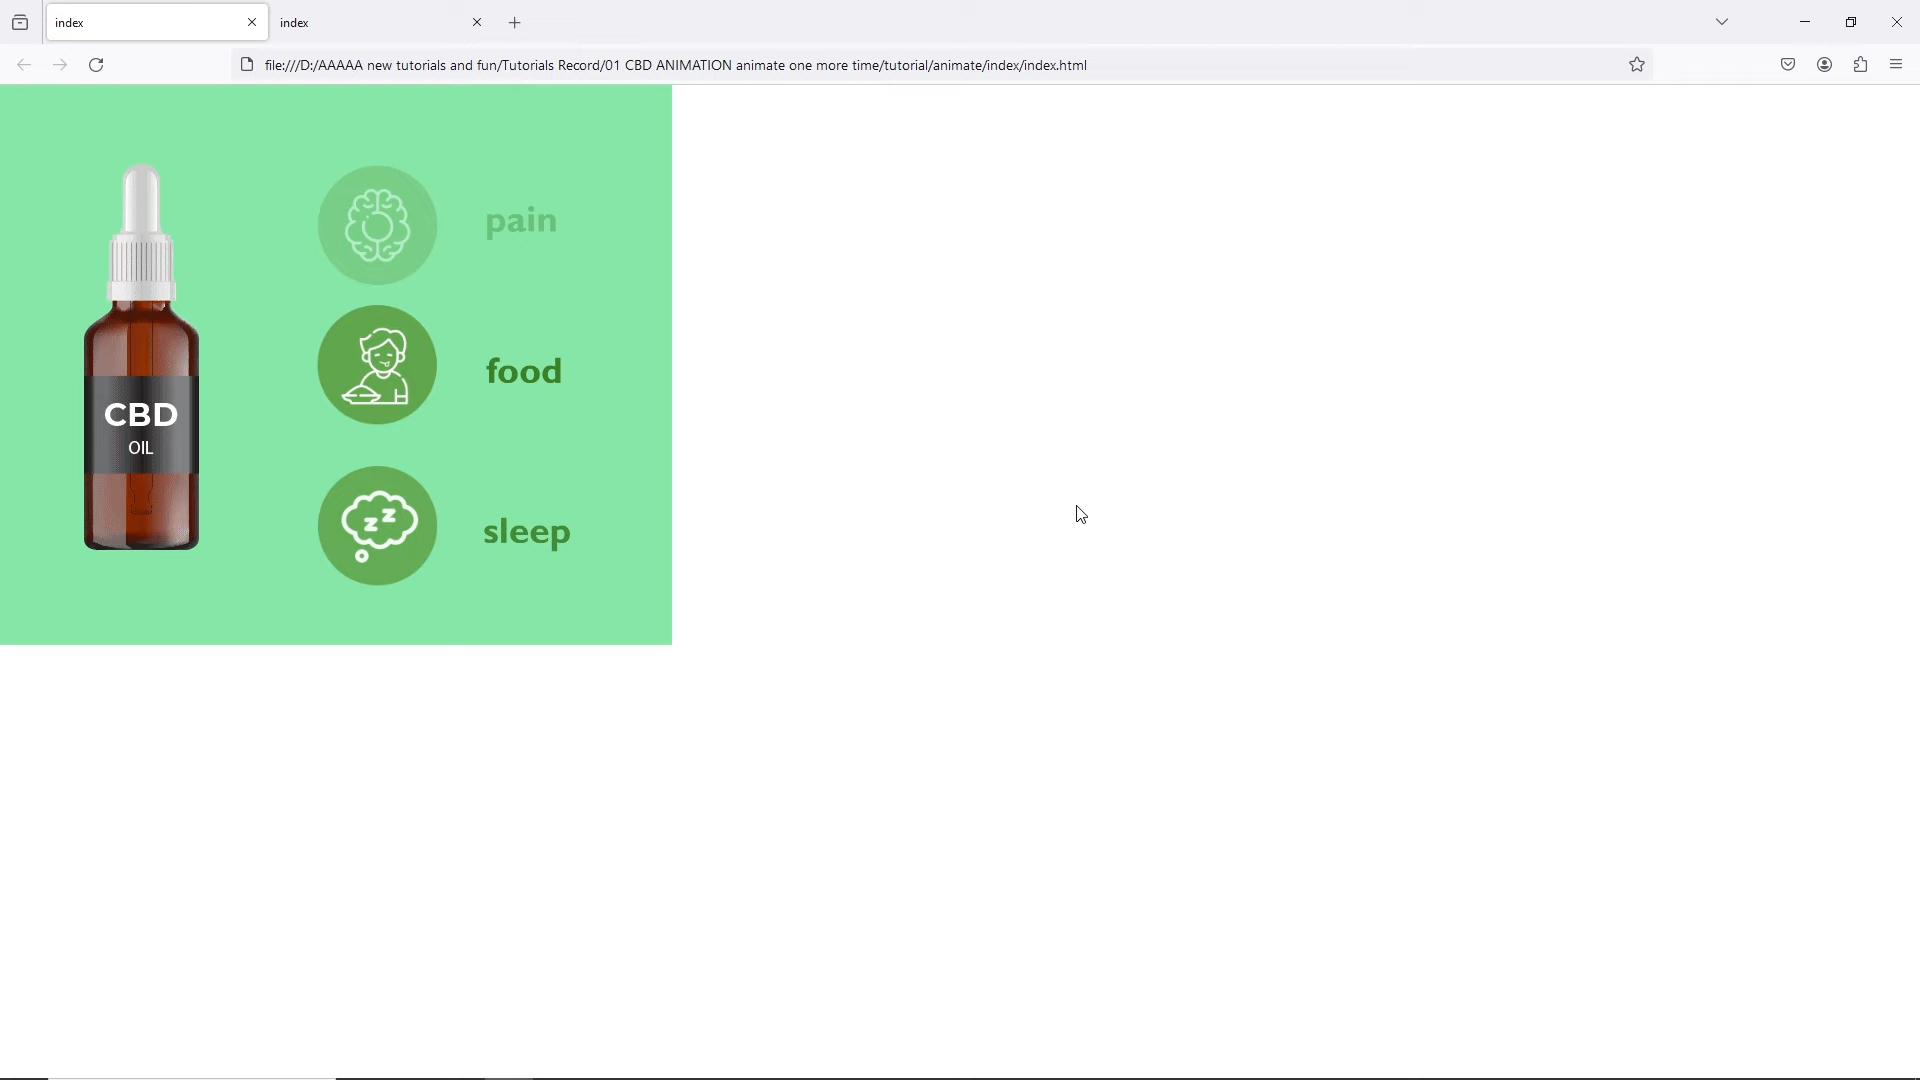 index
index
file:///D:/AAAAA new tutorials and fun/Tutorials Record/01 CBD ANIMATION animate one more time/tutorial/animate/index/index.html
pain
food
CBD
OIL
zz
sleep